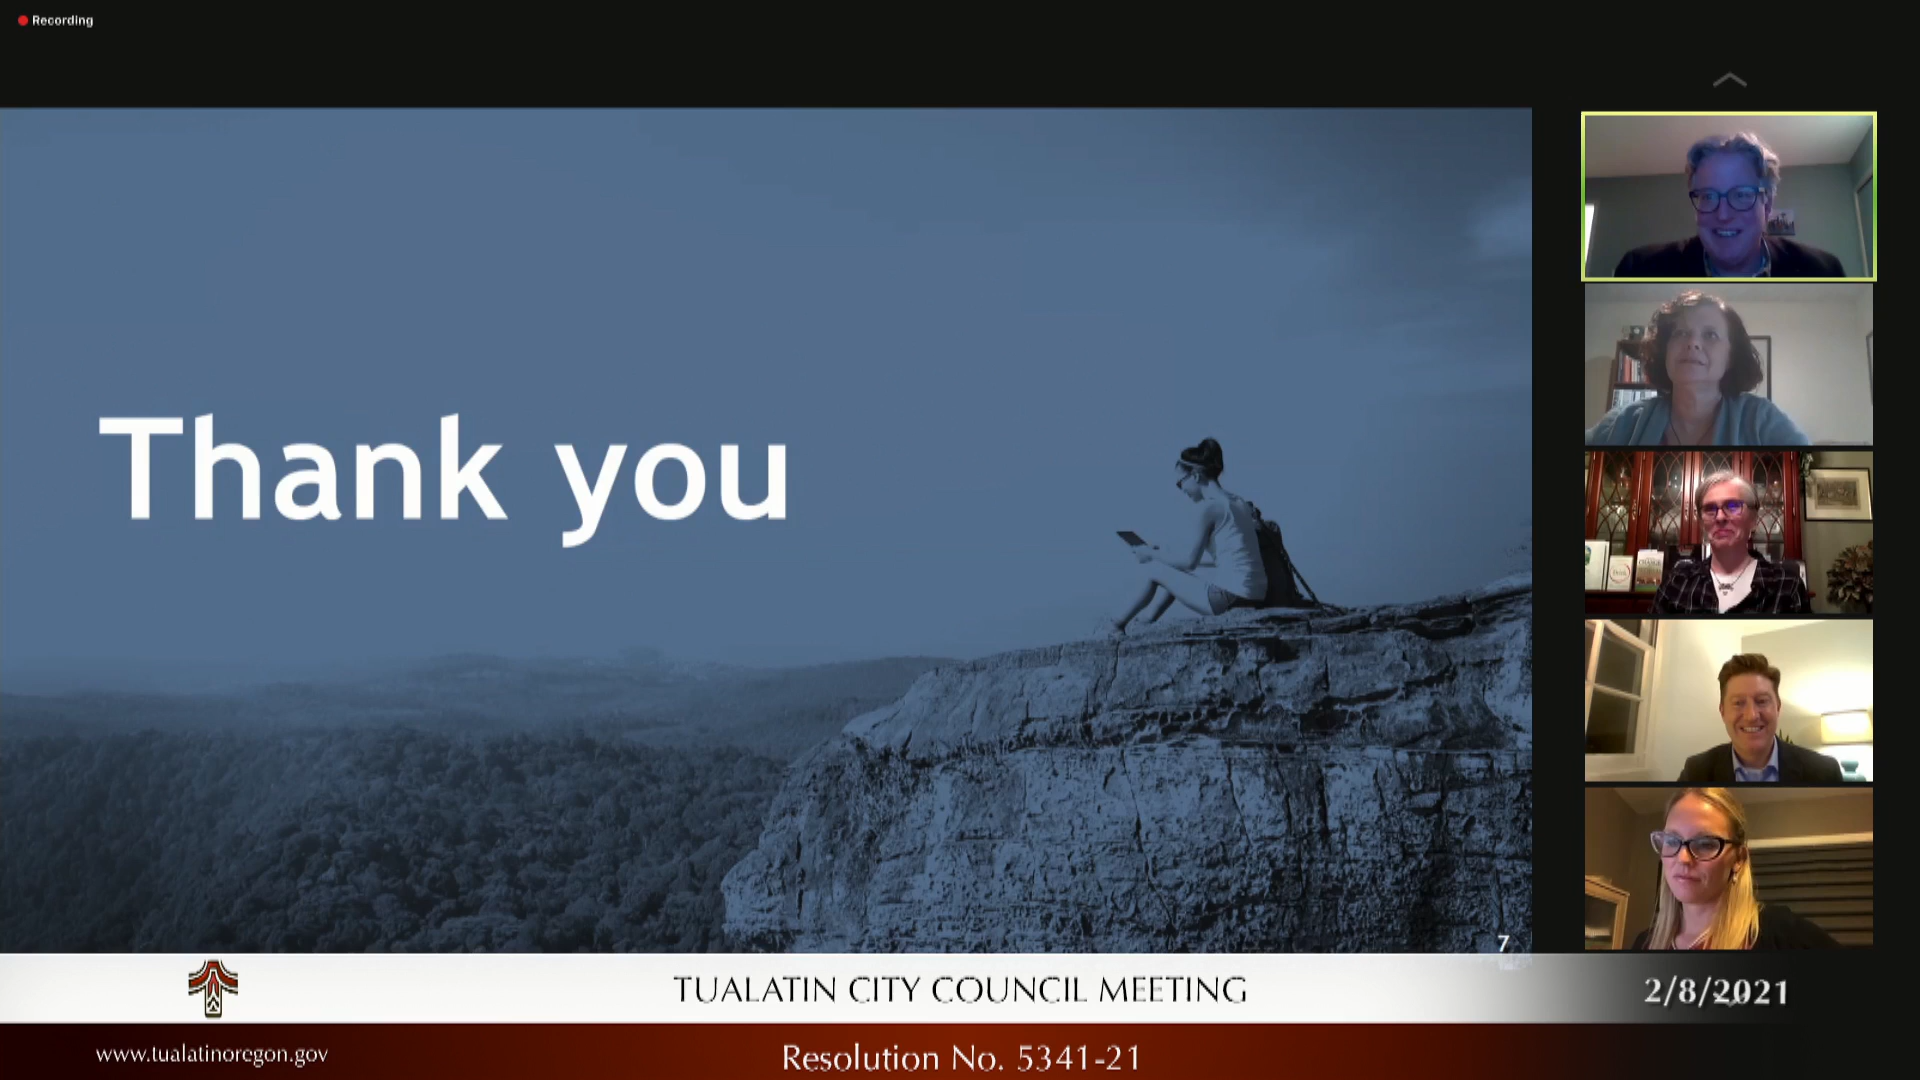 Recording
Thank you
7
TUALATIN CITY COUNCIL MEETING
2/8/2021
www.tualatinoregon.gov
Resolution No. 5341-21